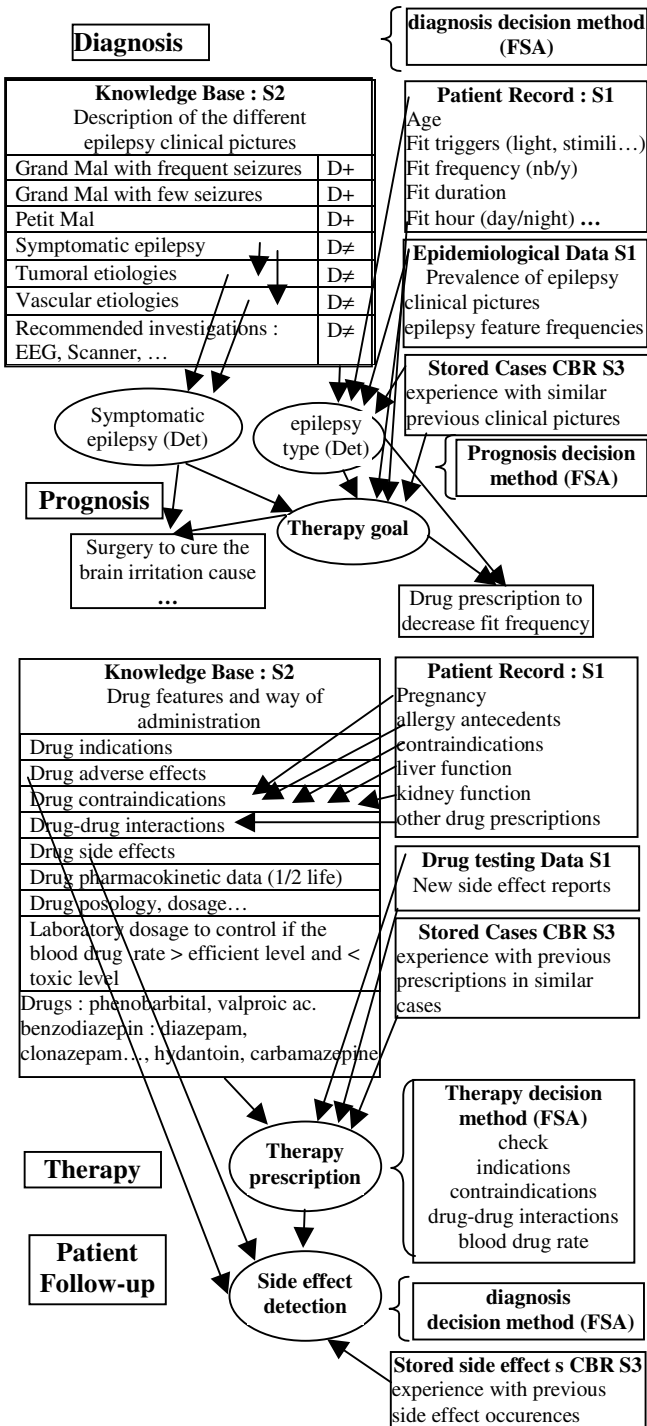 Diagnosis
diagnosis decision method
(FSA)
Knowledge Base : S2
Description of the different
epilepsy clinical pictures
Grand Mal with frequent seizures D+
Grand Mal with few seizures D+
Petit Mal D+
Symptomatic epilepsy D≠
Tumoral etiologies D≠
Vascular etiologies D≠
Recommended investigations : D≠
EEG, Scanner, …
Patient Record : S1
Age
Fit triggers (light, stimili…)
Fit frequency (nb/y)
Fit duration
Fit hour (day/night) …
Epidemiological Data S1
Prevalence of epilepsy
clinical pictures
epilepsy feature frequencies
Stored Cases CBR S3
experience with similar
previous clinical pictures
Symptomatic
epilepsy (Det)
epilepsy
type (Det)
Prognosis decision
method (FSA)
Prognosis
Therapy goal
Surgery to cure the
brain irritation cause
…
Drug prescription to
decrease fit frequency
Knowledge Base : S2
Drug features and way of
administration
Drug indications
Drug adverse effects
Drug contraindications
Drug-drug interactions
Drug side effects
Drug pharmacokinetic data (1/2 life)
Drug posology, dosage…
Laboratory dosage to control if the
blood drug rate > efficient level and <
toxic level
Drugs : phenobarbital, valproic ac.
benzodiazepin : diazepam,
clonazepam…, hydantoin, carbamazepine
Patient Record : S1
Pregnancy
allergy antecedents
contraindications
liver function
kidney function
other drug prescriptions
Drug testing Data S1
New side effect reports
Stored Cases CBR S3
experience with previous
prescriptions in similar
cases
Therapy
Therapy
prescription
Therapy decision
method (FSA)
check
indications
contraindications
drug-drug interactions
blood drug rate
Patient
Follow-up
Side effect
detection
diagnosis
decision method (FSA)
Stored side effect s CBR S3
experience with previous
side effect occurences